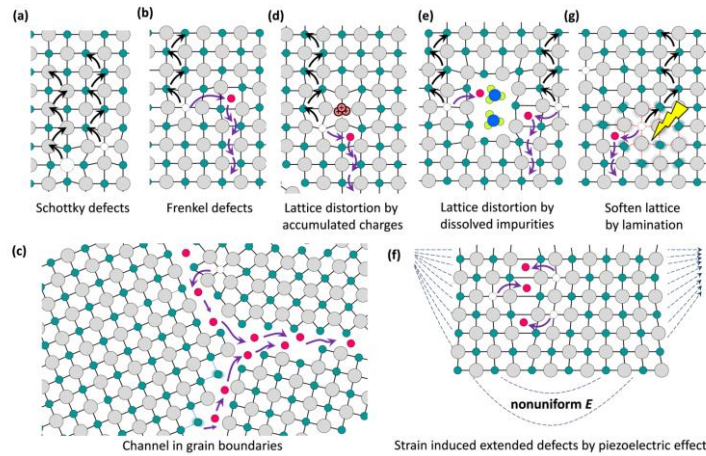 (a)
(b)
(d)
(e)
(g)
Schottky defects
Frenkel defects
Lattice distortion by
accumulated charges
Lattice distortion by
dissolved impurities
Soften lattice
by lamination
(c)
(f)
nonuniform E
Channel in grain boundaries
Strain induced extended defects by piezoelectric effect